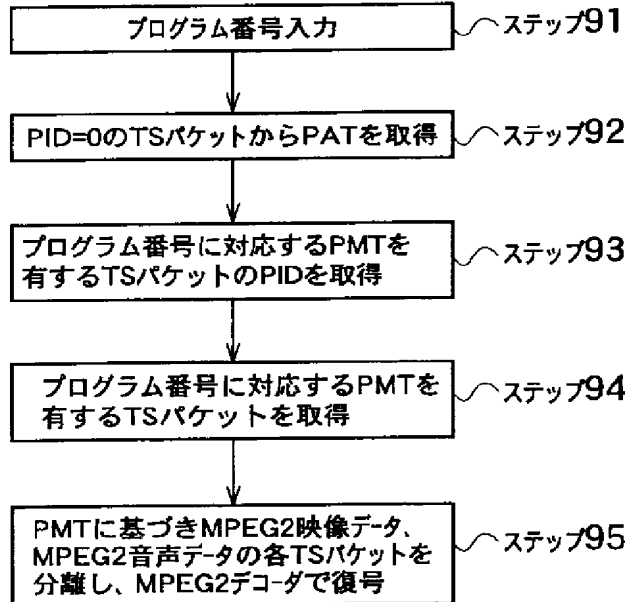 プログラム番号入力
ステップ91
PID=0のTSパケットからPATを取得
ステップ92
プログラム番号に対応するPMTを
有するTSパケットのPIDを取得
ステップ93
プログラム番号に対応するPMTを
有するTSパケットを取得
ステップ94
PMTに基づきMPEG2映像データ、
MPEG2音声データの各TSパケットを
分離し、MPEG2デコーダで復号
ステップ95